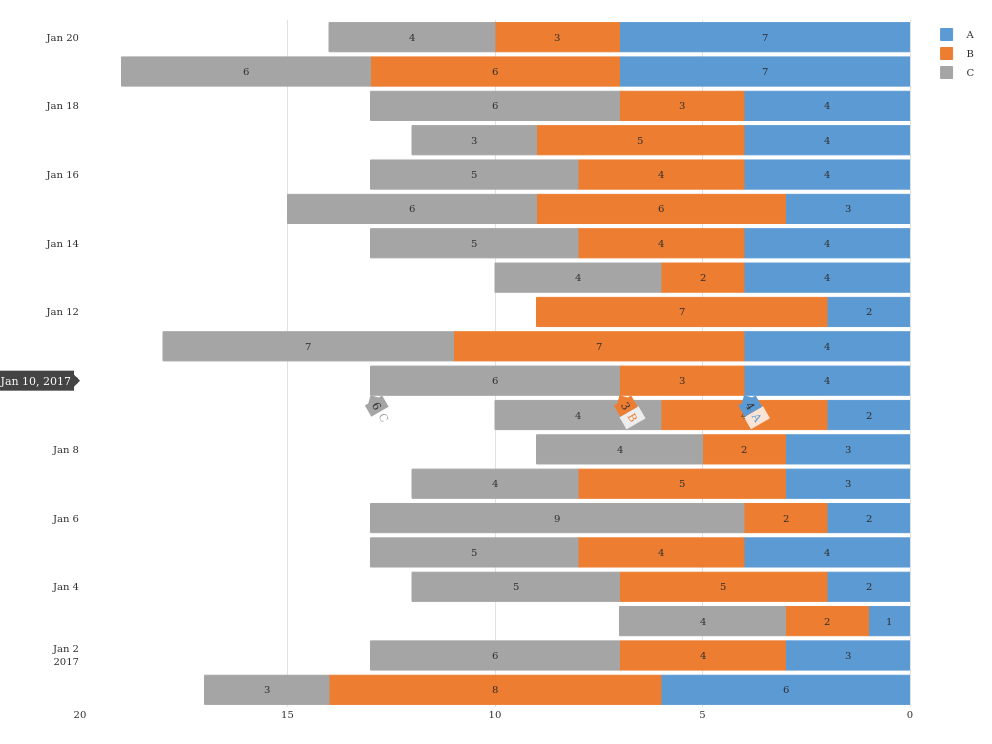 Jan 20 4 3 7
6 6 7
Jan 18 6 3 4
3 5 4
Jan 16 5 4 4
6 6 3
Jan 14 5 4 4
4 2 4
Jan 12 7 2
7 7 4
Jan 10, 2017 6 3 4
6 C 3 B 4 A
4 2
Jan 8 4 2 3
4 5 3
Jan 6 9 2 2
5 4 4
Jan 4 5 5 2
4 2 1
Jan 2 6 4 3
2017
3 8 6
20 15 10 5 0
A
B
C